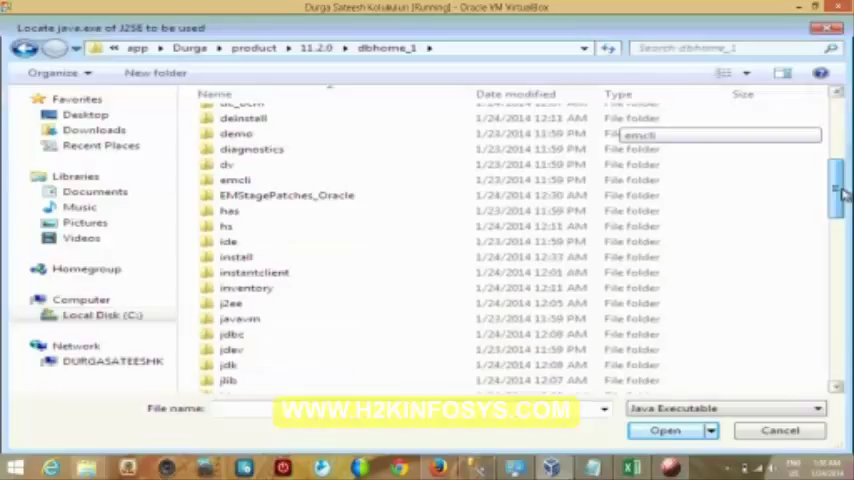 Durga Sateesh Kolukuluri [Running] - Oracle VM VirtualBox
Locate java.exe of J2SE to be used
« app ▸ Durga ▸ product ▸ 11.2.0 ▸ dbhome_1 ▸
Search dbhome_1
Organize
New folder
Name Date modified Type Size
Favorites
Desktop
Downloads
Recent Places
Libraries
Documents
Music
Pictures
Videos
Homegroup
Computer
Local Disk (C:)
Network
DURGASATEESHK
deinstall 1/24/2014 12:11 AM File folder
demo 1/23/2014 11:59 PM
emcli
diagnostics 1/23/2014 11:59 PM File folder
dv 1/23/2014 11:59 PM File folder
emcli 1/23/2014 11:59 PM File folder
EMStagePatches_Oracle 1/24/2014 12:30 AM File folder
has 1/23/2014 11:59 PM File folder
hs 1/24/2014 12:11 AM File folder
ide 1/23/2014 11:59 PM File folder
install 1/24/2014 12:33 AM File folder
instantclient 1/24/2014 12:01 AM File folder
inventory 1/24/2014 12:11 AM File folder
j2ee 1/24/2014 12:05 AM File folder
javavm 1/23/2014 11:59 PM File folder
jdbc 1/24/2014 12:08 AM File folder
jdev 1/23/2014 11:59 PM File folder
jdk 1/24/2014 12:08 AM File folder
jlib 1/24/2014 12:07 AM File folder
File name:
WWW.H2KINFOSYS.COM
Java Executable
Open
Cancel
ENG
US
1/24/2014